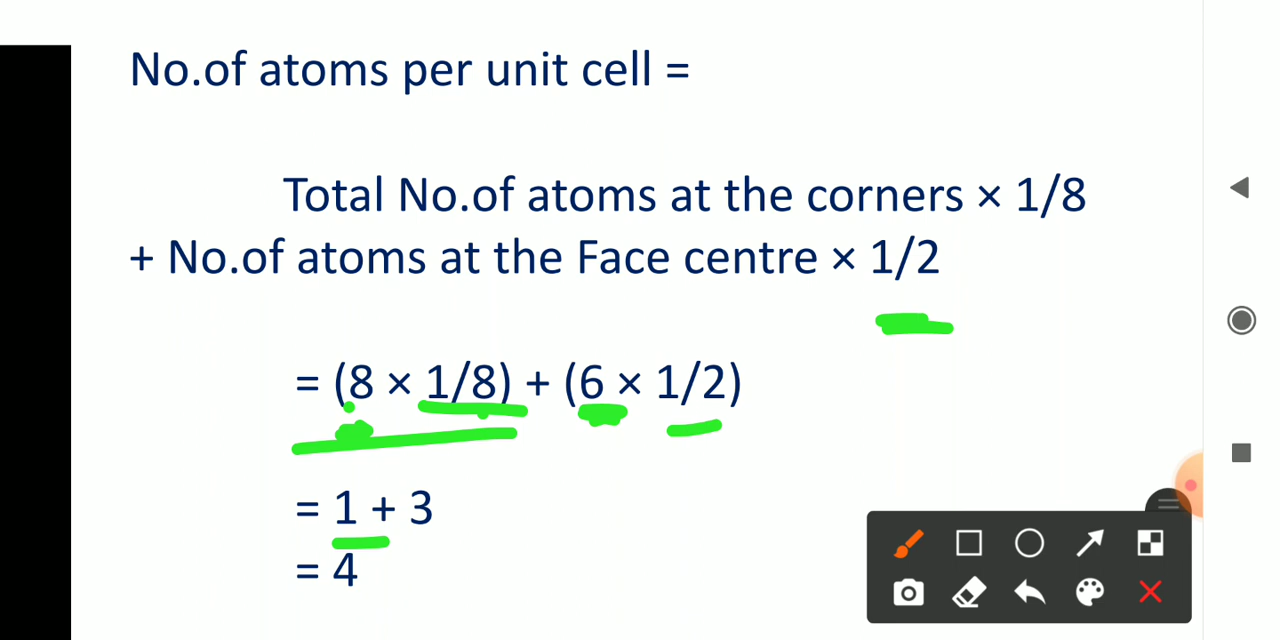 No.of atoms per unit cell =
Total No.of atoms at the corners × 1/8
+ No.of atoms at the Face centre × 1/2
= (8 × 1/8) + (6 × 1/2)
= 1 + 3
= 4